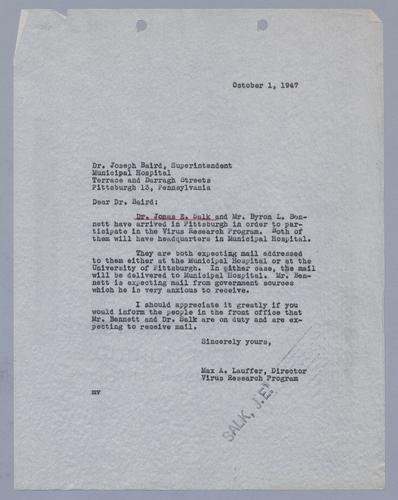 October 1, 1947
Dr. Joseph Baird, Superintendent
Municipal Hospital
Terrace and Darragh Streets
Pittsburgh 13, Pennsylvania
Dear Dr. Baird:
Dr. Jonas E. Salk and Mr. Byron L. Ben-
nett have arrived in Pittsburgh in order to par-
ticipate in the Virus Research Program. Both of
them will have headquarters in Municipal Hospital.
They are both expecting mail addressed
to them either at the Municipal Hospital or at the
University of Pittsburgh. In either case, the mail
will be delivered to Municipal Hospital. Mr. Ben-
nett is expecting mail from government sources
which he is very anxious to receive.
I should appreciate it greatly if you
would inform the people in the front office that
Mr. Bennett and Dr. Salk are on duty and are ex-
pecting to receive mail.
Sincerely yours,
Max A. Lauffer, Director
Virus Research Program
mv
SALK, J.E.